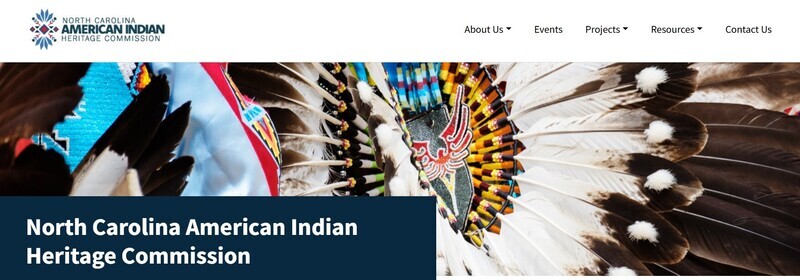 NORTH CAROLINA
AMERICAN INDIAN
HERITAGE COMMISSION
About Us Events Projects Resources Contact Us
North Carolina American Indian
Heritage Commission